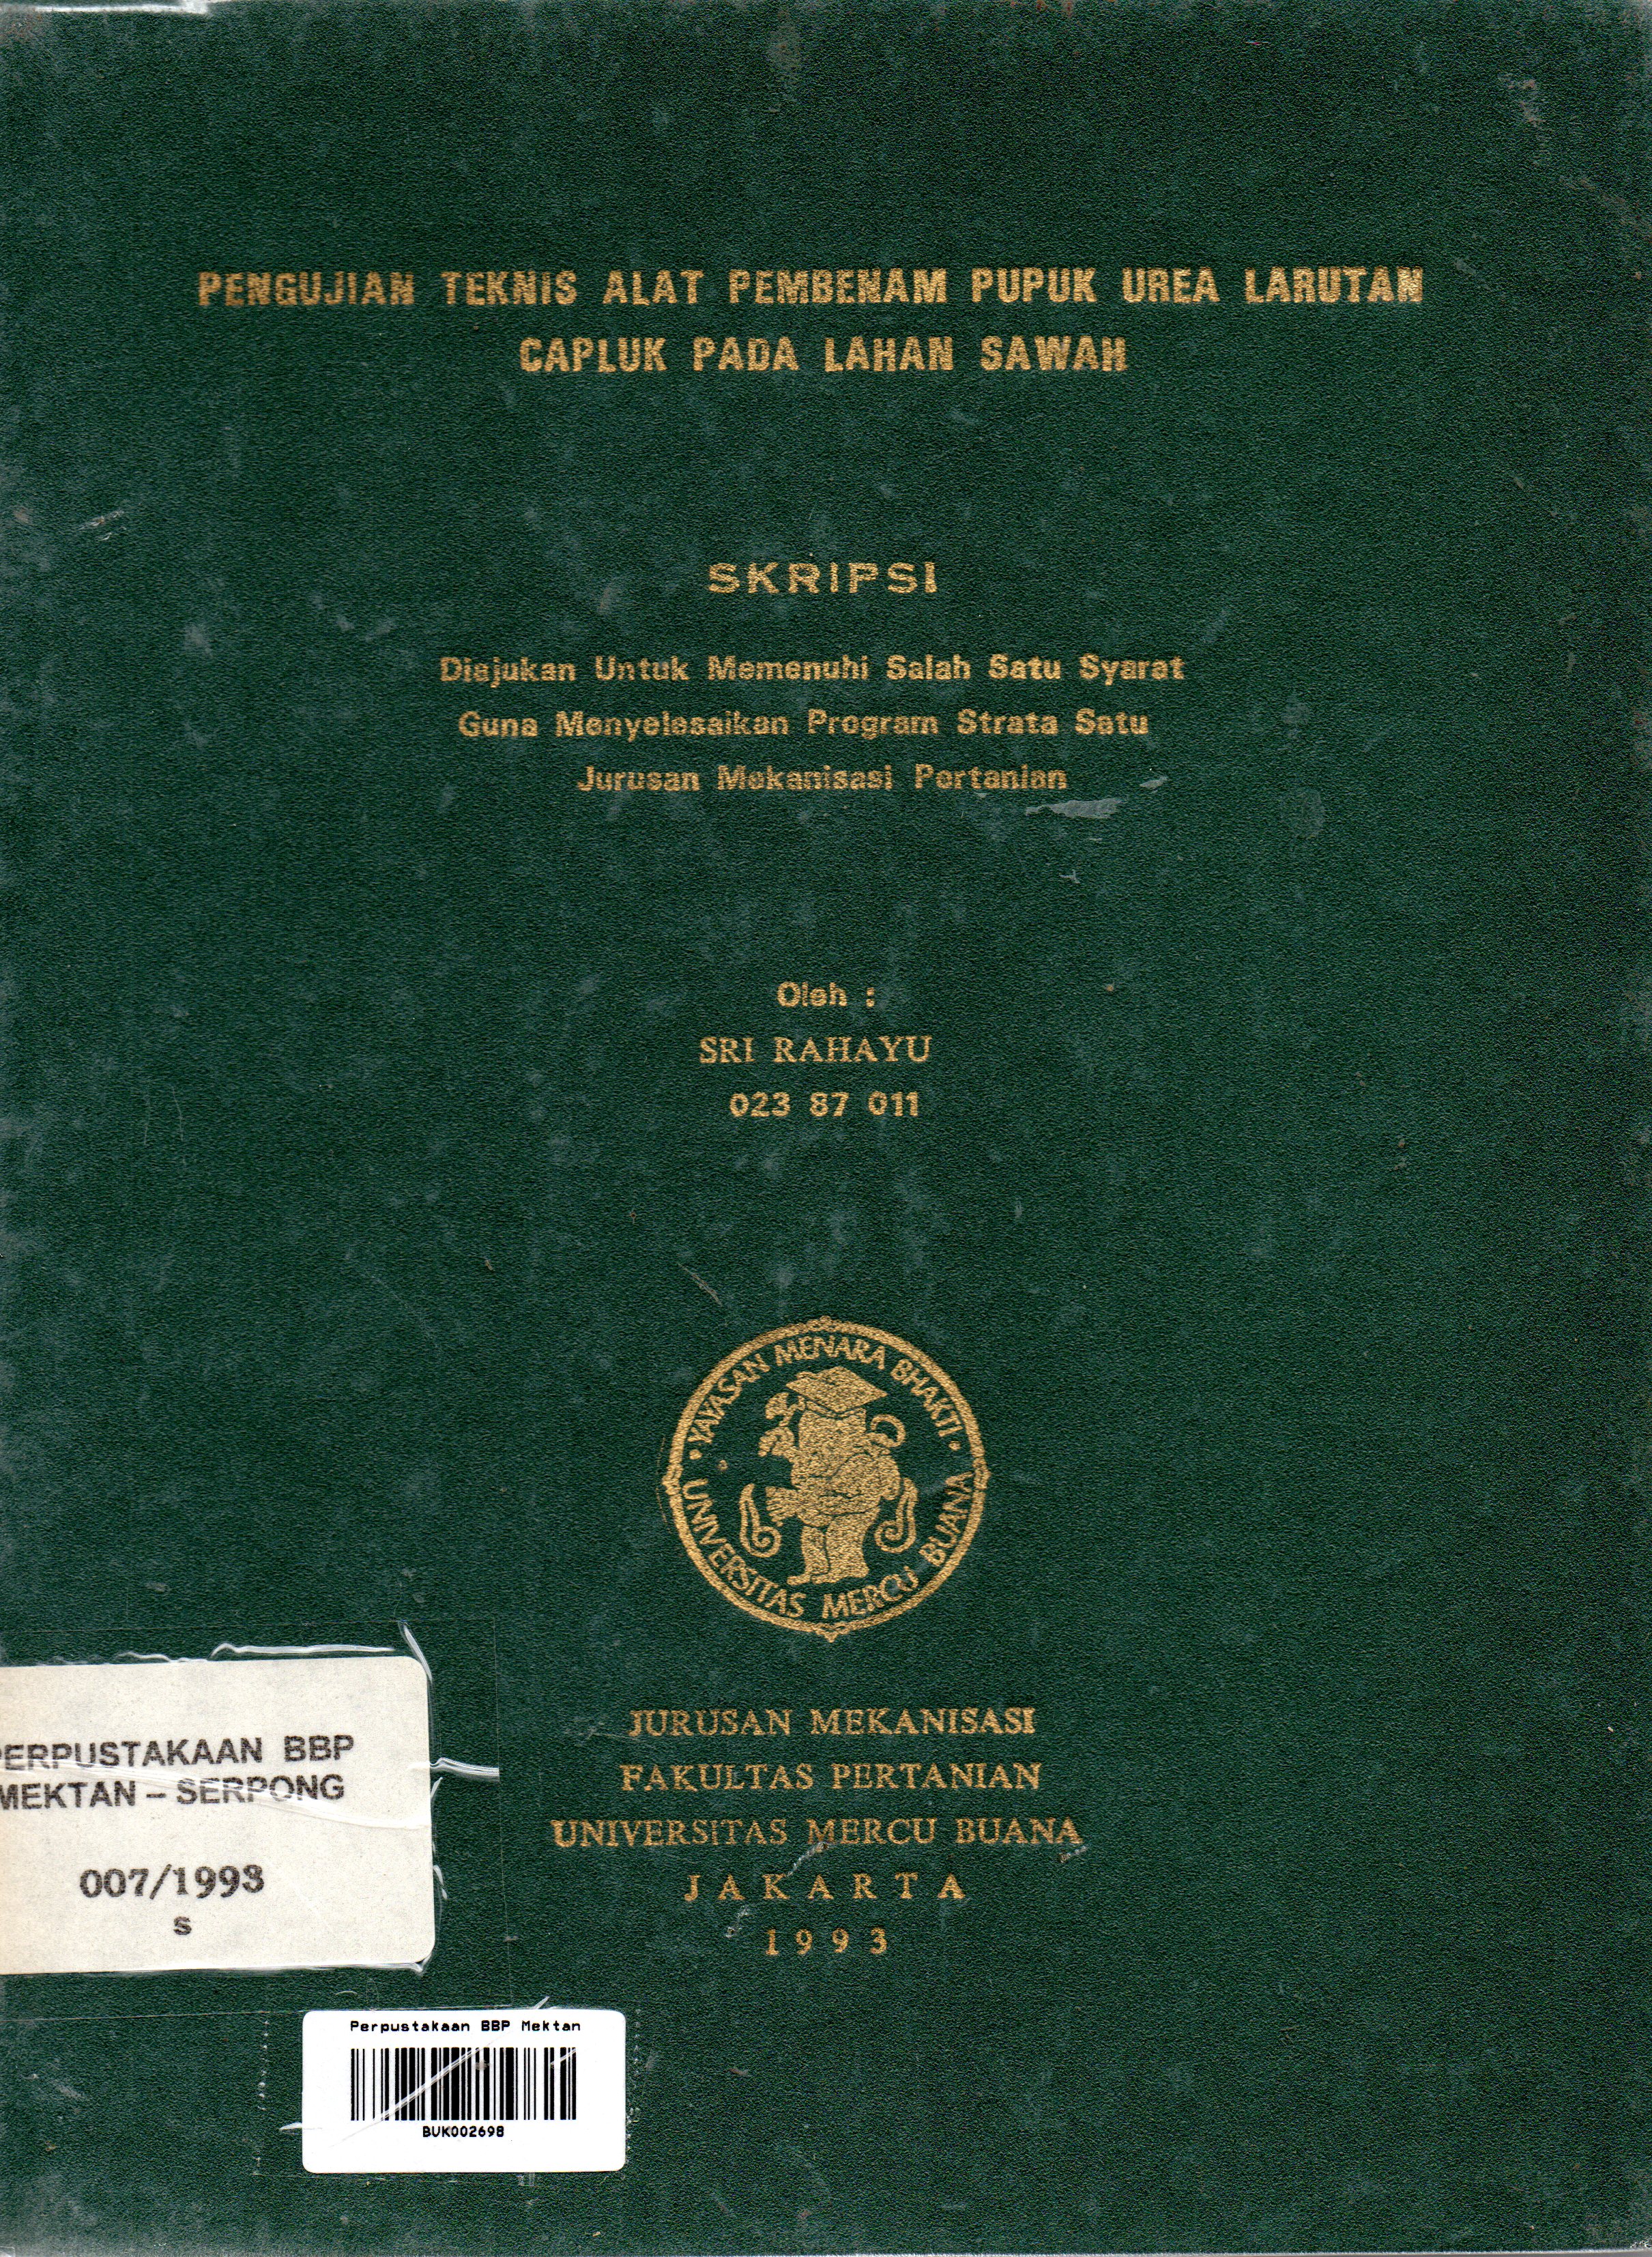 PENGUJIAN TEKNIS ALAT PEMBENAM PUPUK UREA LARUTAN
CAPLUK PADA LAHAN SAWAH
SKRIPSI
Diajukan Untuk Memenuhi Salah Satu Syarat
Guna Menyelesaikan Program Strata Satu
Jurusan Mekanisasi Pertanian
Oleh :
SRI RAHAYU
023 87 011
• YAYASAN MENARA BHAKTI •
UNIVERSITAS MERCU BUANA
JURUSAN MEKANISASI
FAKULTAS PERTANIAN
UNIVERSITAS MERCU BUANA
JAKARTA
1993
PERPUSTAKAAN BBP
MEKTAN – SERPONG
007/1993
s
Perpustakaan BBP Mektan
BUK002698